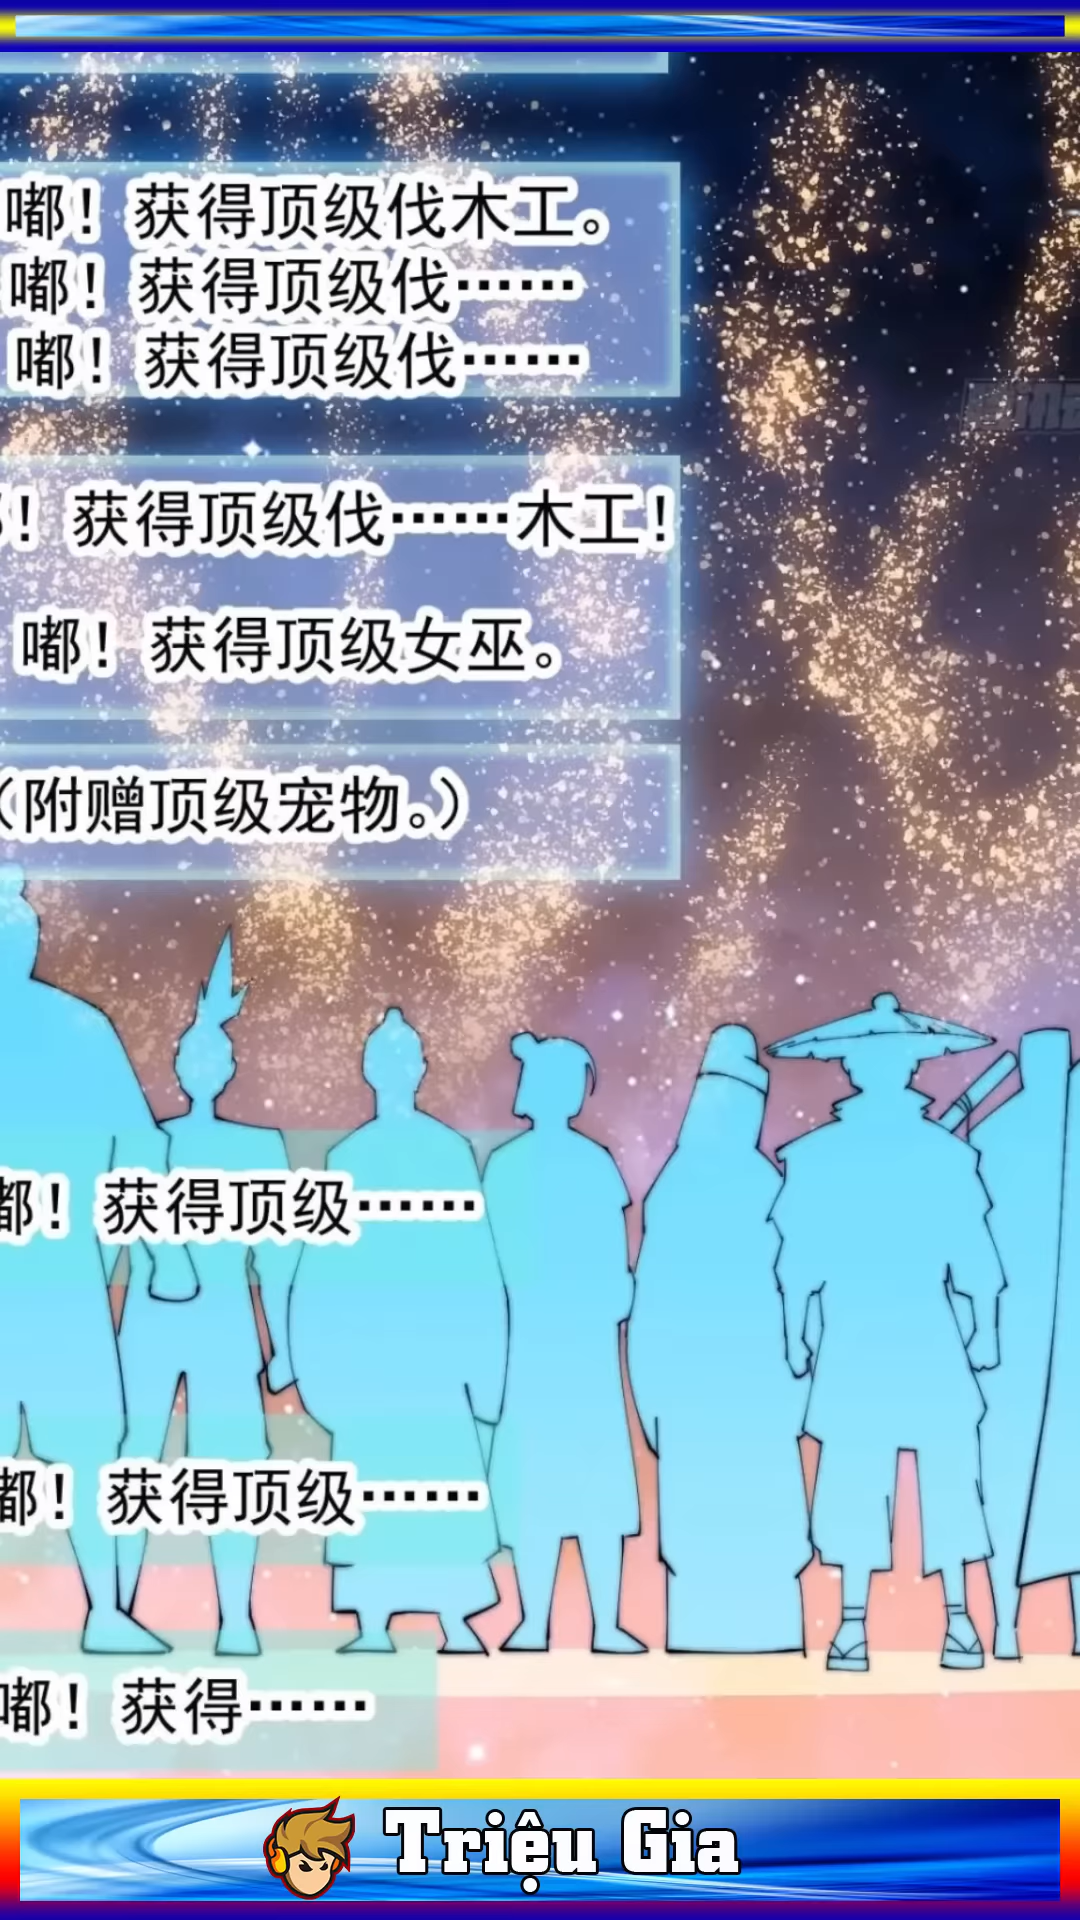 嘟！获得顶级伐木工。
嘟！获得顶级伐……
嘟！获得顶级伐……
！获得顶级伐……木工！
嘟！获得顶级女巫。
（附赠顶级宠物。）
嘟！获得顶级……
嘟！获得顶级……
嘟！获得……
Triệu Gia